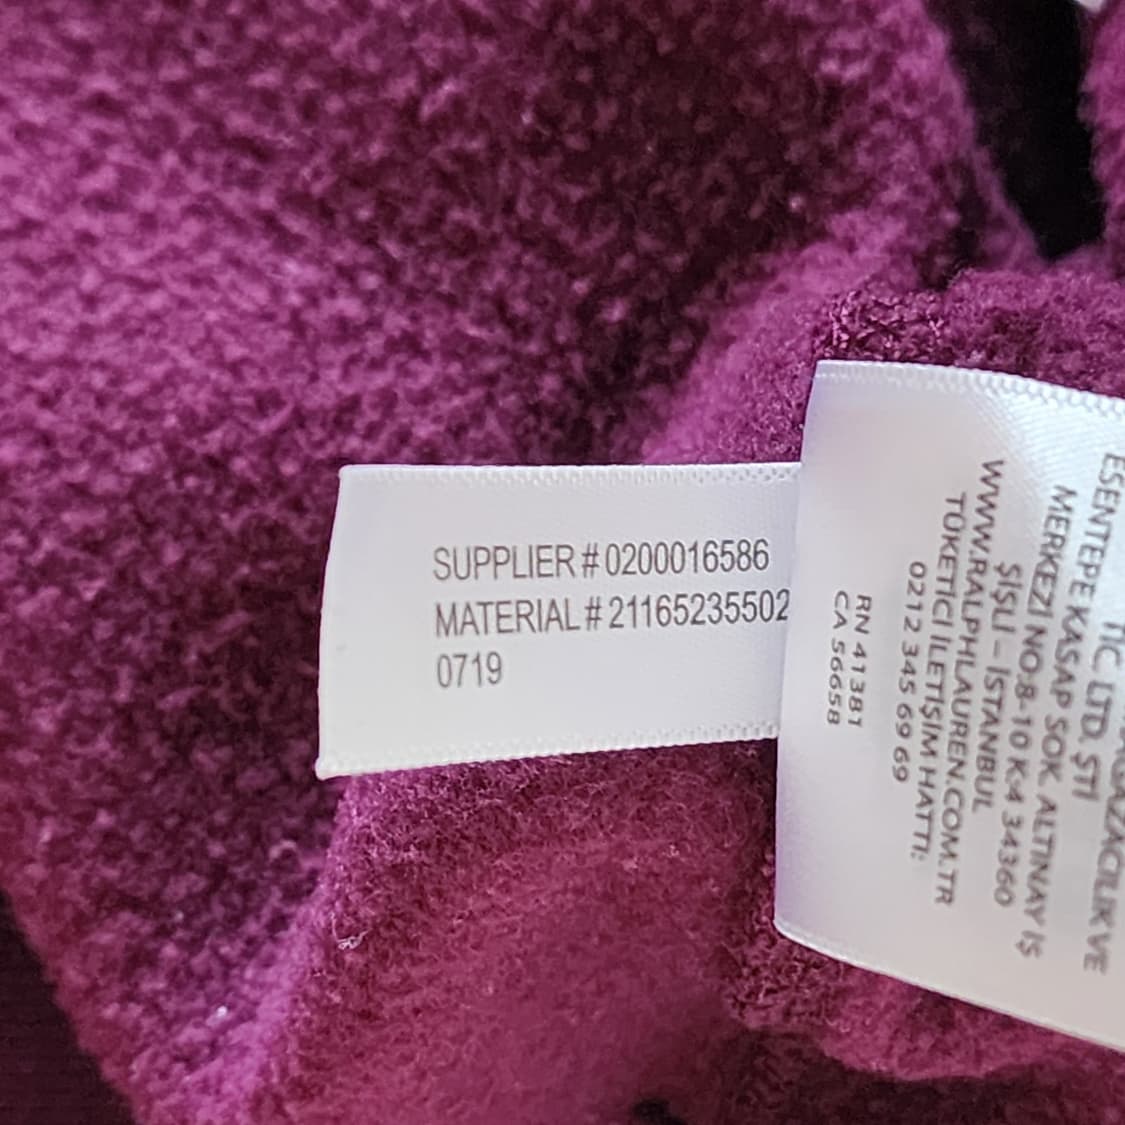 SUPPLIER # 0200016586
MATERIAL # 21165235502
0719
TİC. LTD. ŞTİ
ESENTEPE KASAP SOK. ALTINAY İŞ
MERKEZİ NO:8-10 K:4 34360
ŞİŞLİ – İSTANBUL
WWW.RALPHLAUREN.COM.TR
TÜKETİCİ İLETİŞİM HATTI:
0212 345 69 69
RN 41381
CA 56658